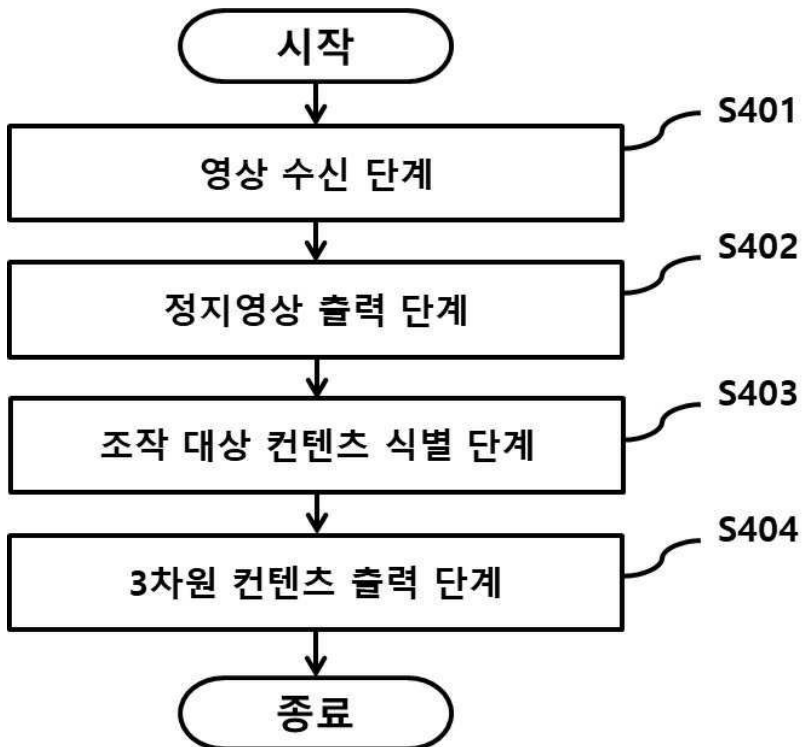 시작
S401
영상 수신 단계
S402
정지영상 출력 단계
S403
조작 대상 컨텐츠 식별 단계
S404
3차원 컨텐츠 출력 단계
종료